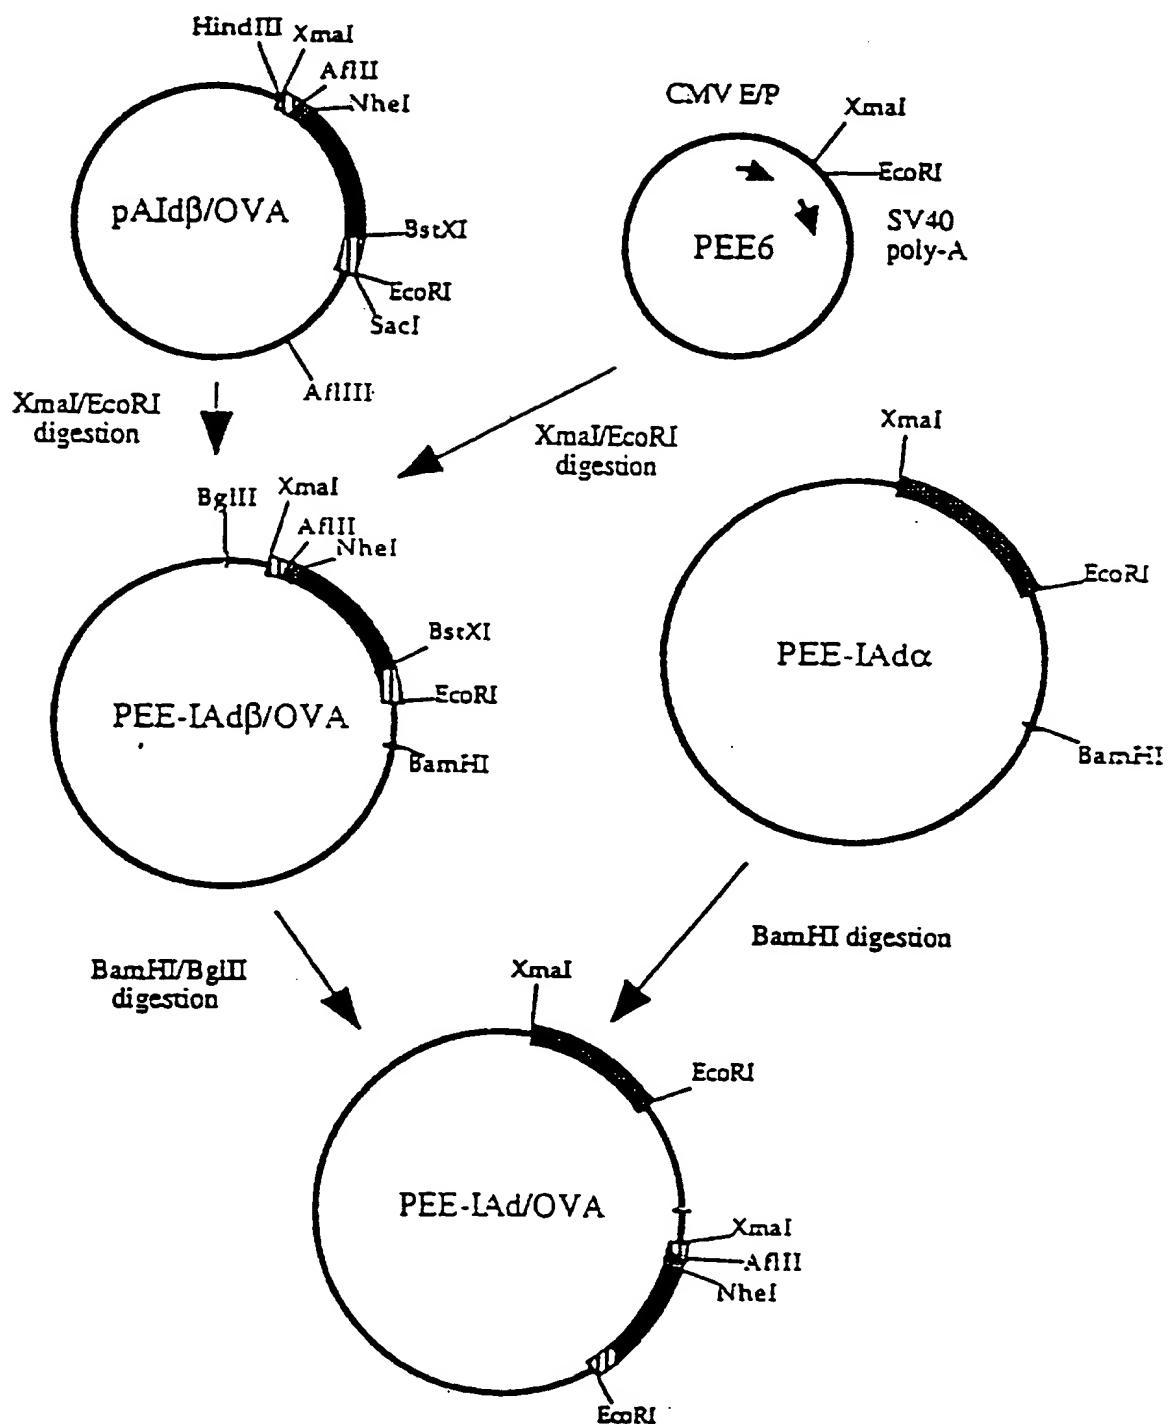 HindIII XmaI
AflII
NheI
pAIdβ/OVA
BstXI
EcoRI
SacI
AflIII
CMV E/P
XmaI
EcoRI
PEE6
SV40
poly-A
XmaI/EcoRI
digestion
XmaI/EcoRI
digestion
BglII
XmaI
AflII
NheI
BstXI
EcoRI
PEE-IAdβ/OVA
BamHI
XmaI
EcoRI
PEE-IAdα
BamHI
BamHI/BglII
digestion
BamHI digestion
XmaI
EcoRI
PEE-IAd/OVA
XmaI
AflII
NheI
EcoRI